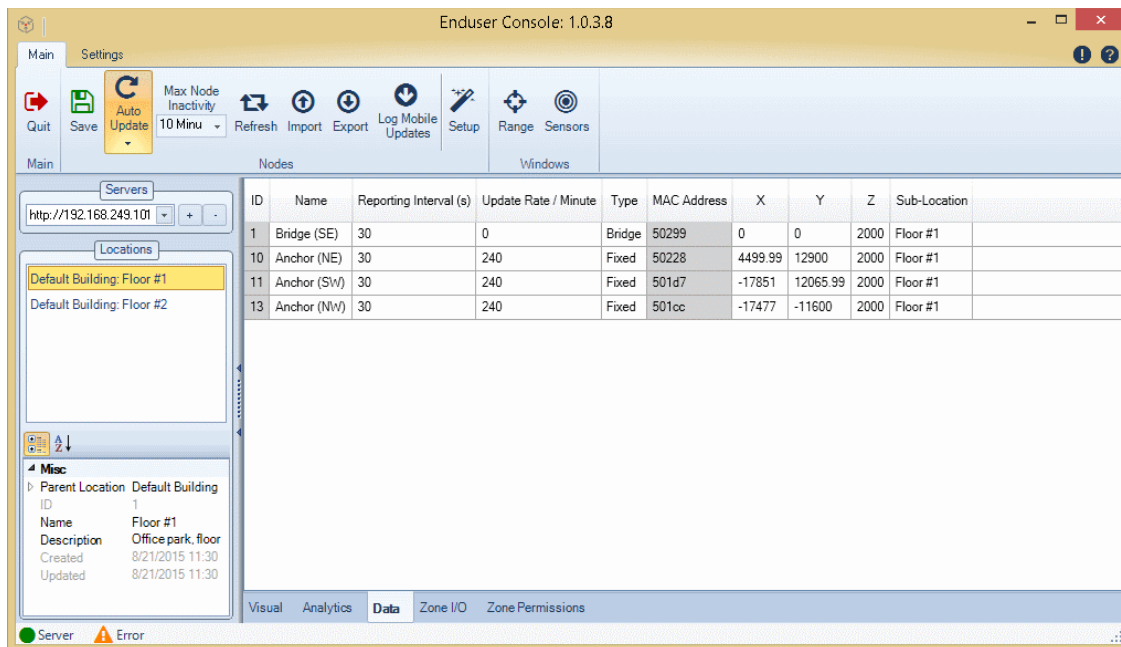 Enduser Console: 1.0.3.8
Main Settings
Quit
Save
Auto
Update
Max Node
Inactivity
10 Minu
Refresh
Import
Export
Log Mobile
Updates
Setup
Range
Sensors
Main
Nodes
Windows
Servers
http://192.168.249.101
+ -
Locations
Default Building: Floor #1
Default Building: Floor #2
Misc
Parent Location Default Building
ID 1
Name Floor #1
Description Office park, floor
Created 8/21/2015 11:30
Updated 8/21/2015 11:30
ID Name Reporting Interval (s) Update Rate / Minute Type MAC Address X Y Z Sub-Location
1 Bridge (SE) 30 0 Bridge 50299 0 0 2000 Floor #1
10 Anchor (NE) 30 240 Fixed 50228 4499.99 12900 2000 Floor #1
11 Anchor (SW) 30 240 Fixed 501d7 -17851 12065.99 2000 Floor #1
13 Anchor (NW) 30 240 Fixed 501cc -17477 -11600 2000 Floor #1
Visual Analytics Data Zone I/O Zone Permissions
Server Error